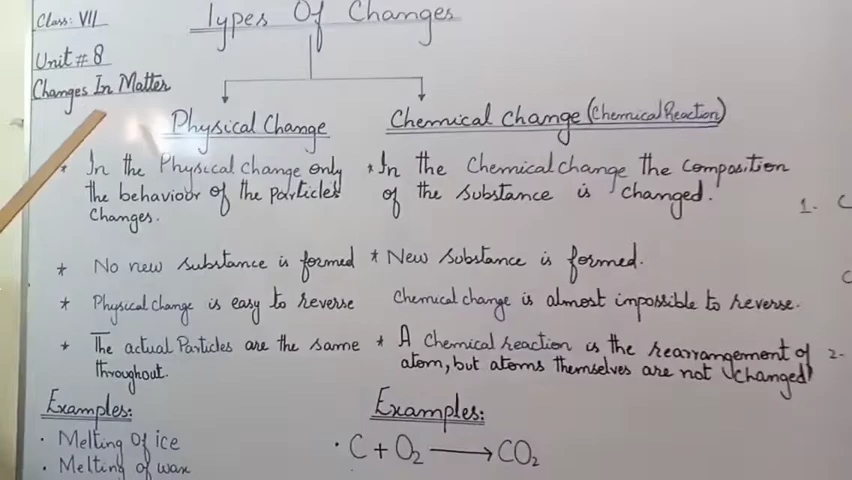 Class: VII
Types Of Changes
Unit # 8
Changes In Matter
Physical Change
Chemical Change (Chemical Reaction)
* In the Physical change only
the behavioor of the particles
changes.
* In the Chemical change the composition
of the substance is changed.
1. C
* No new substance is formed
* New substance is formed.
* Physical change is easy to reverse
Chemical change is almost impossible to reverse.
* The actual Particles are the same
throughout.
* A Chemical reaction is the rearrangement of
atom, but atoms themselves are not changed
2-
Examples:
• Melting Of ice
• Melting of wax
Examples:
• C + O₂ → CO₂